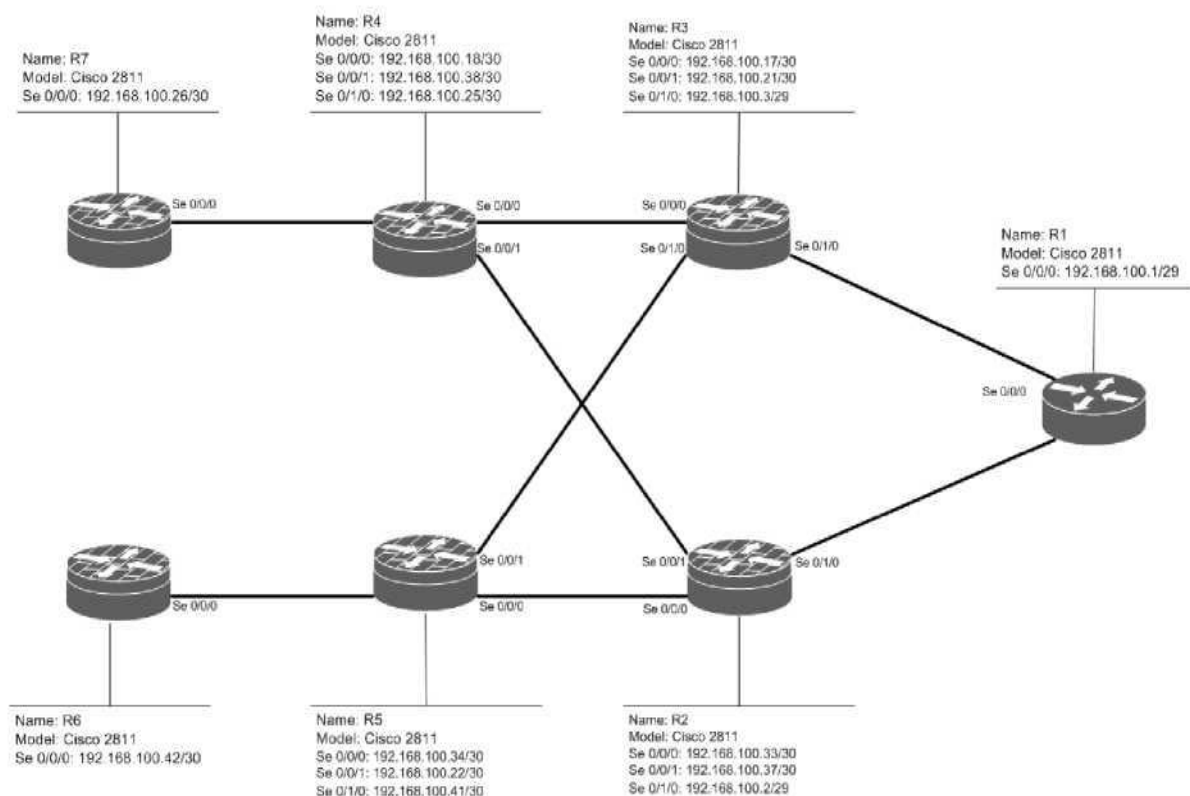 Name: R7
Model: Cisco 2811
Se 0/0/0: 192.168.100.26/30
Name: R4
Model: Cisco 2811
Se 0/0/0: 192.168.100.18/30
Se 0/0/1: 192.168.100.38/30
Se 0/1/0: 192.168.100.25/30
Name: R3
Model: Cisco 2811
Se 0/0/0: 192.168.100.17/30
Se 0/0/1: 192.168.100.21/30
Se 0/1/0: 192.168.100.3/29
Se 0/0/0
Se 0/0/0
Se 0/0/1
Se 0/0/0
Se 0/1/0
Se 0/1/0
Name: R1
Model: Cisco 2811
Se 0/0/0: 192.168.100.1/29
Se 0/0/0
Se 0/0/0
Se 0/0/1
Se 0/0/0
Se 0/0/1
Se 0/0/0
Se 0/1/0
Name: R6
Model: Cisco 2811
Se 0/0/0: 192.168.100.42/30
Name: R5
Model: Cisco 2811
Se 0/0/0: 192.168.100.34/30
Se 0/0/1: 192.168.100.22/30
Se 0/1/0: 192.168.100.41/30
Name: R2
Model: Cisco 2811
Se 0/0/0: 192.168.100.33/30
Se 0/0/1: 192.168.100.37/30
Se 0/1/0: 192.168.100.2/29